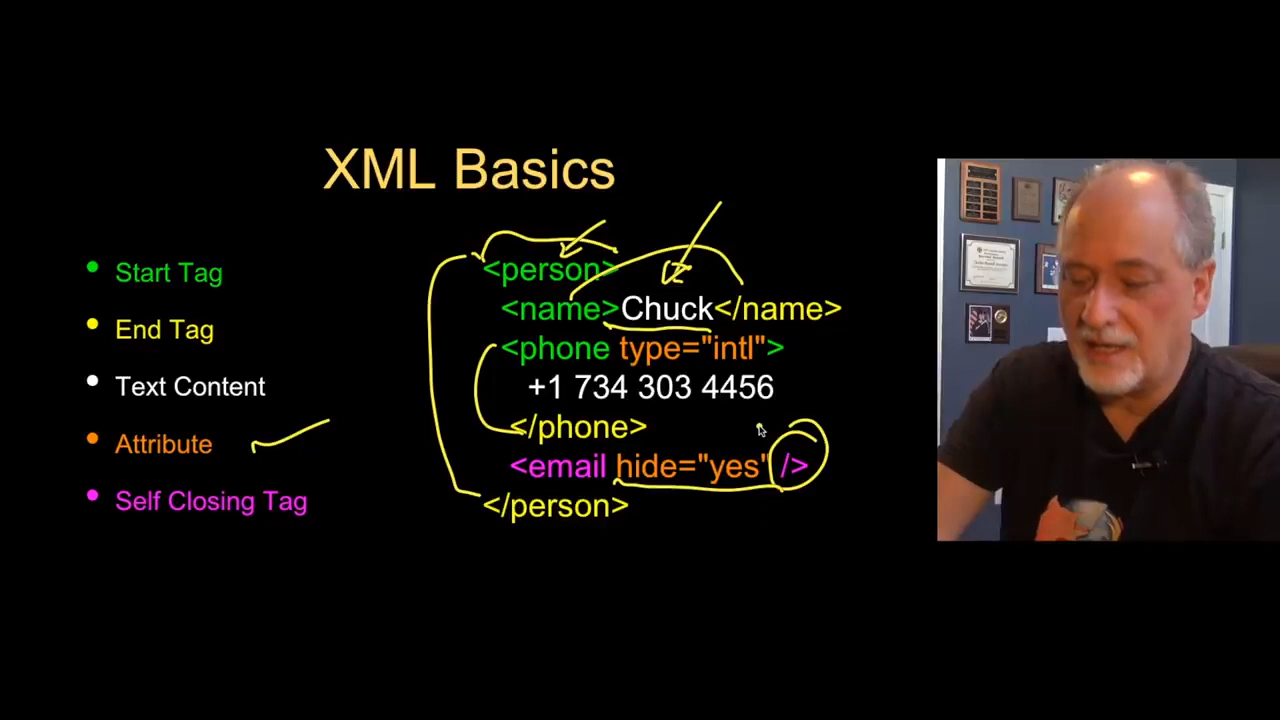 XML Basics
Start Tag
End Tag
Text Content
Attribute
Self Closing Tag
<person>
<name>Chuck</name>
<phone type="intl">
+1 734 303 4456
</phone>
<email hide="yes" />
</person>